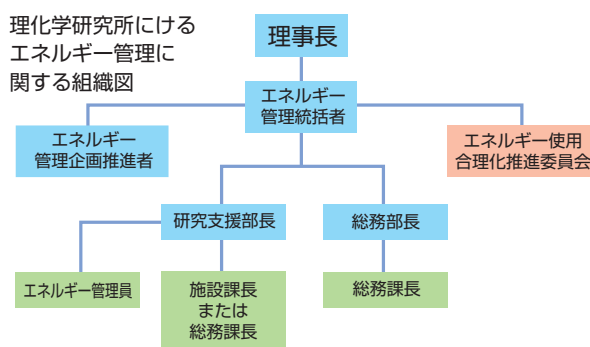 理化学研究所にける
エネルギー管理に
関する組織図
理事長
エネルギー
管理統括者
エネルギー
管理企画推進者
エネルギー使用
合理化推進委員会
研究支援部長
総務部長
エネルギー管理員
施設課長
または
総務課長
総務課長